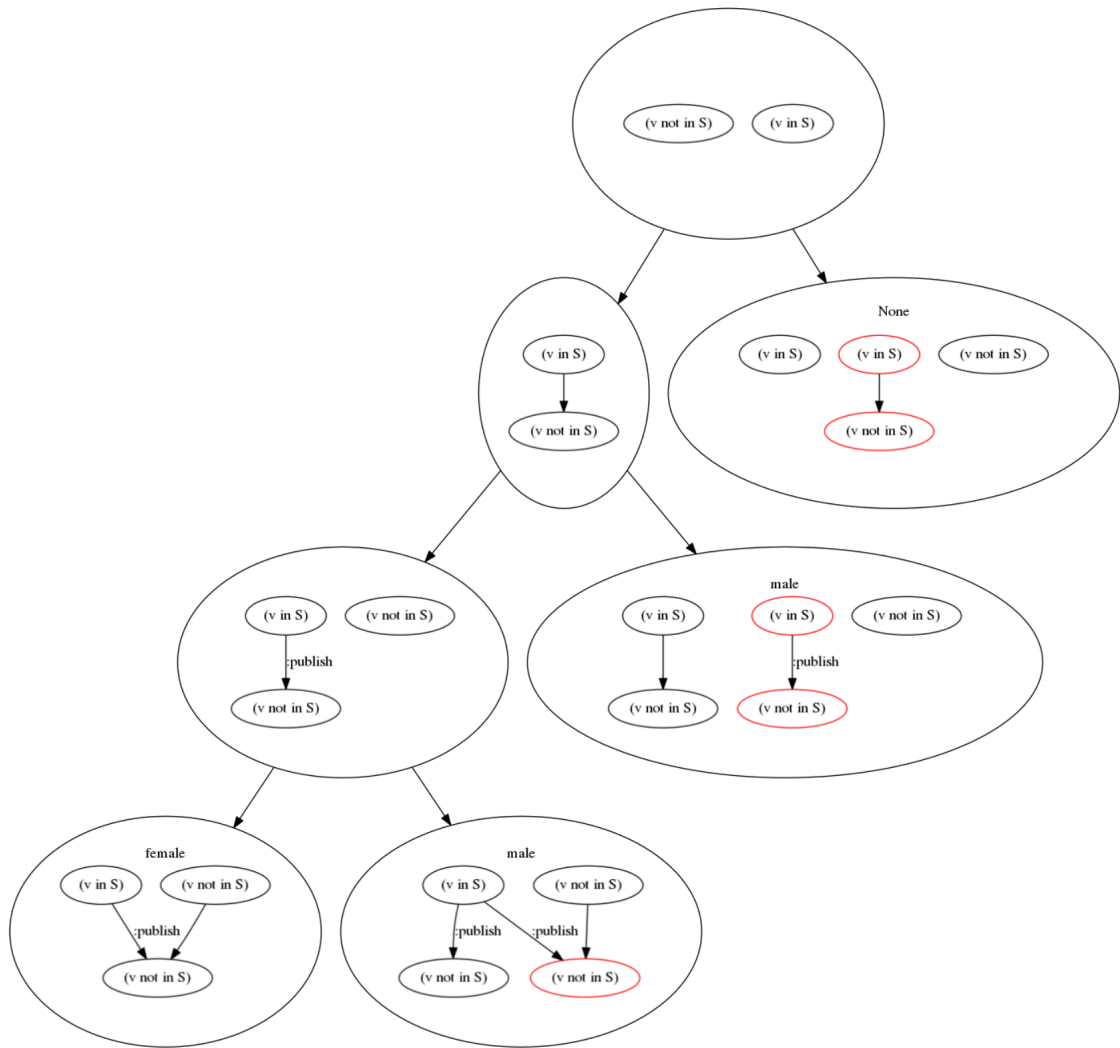 (v not in S) (v in S)
None
(v in S) (v in S) (v not in S)
(v in S)
(v not in S)
(v not in S)
male
(v in S) (v not in S)
(v in S) (v in S) (v not in S)
:publish
:publish
(v not in S)
(v not in S) (v not in S)
female
male
(v in S) (v not in S)
(v in S) (v not in S)
:publish
:publish :publish
(v not in S)
(v not in S) (v not in S)